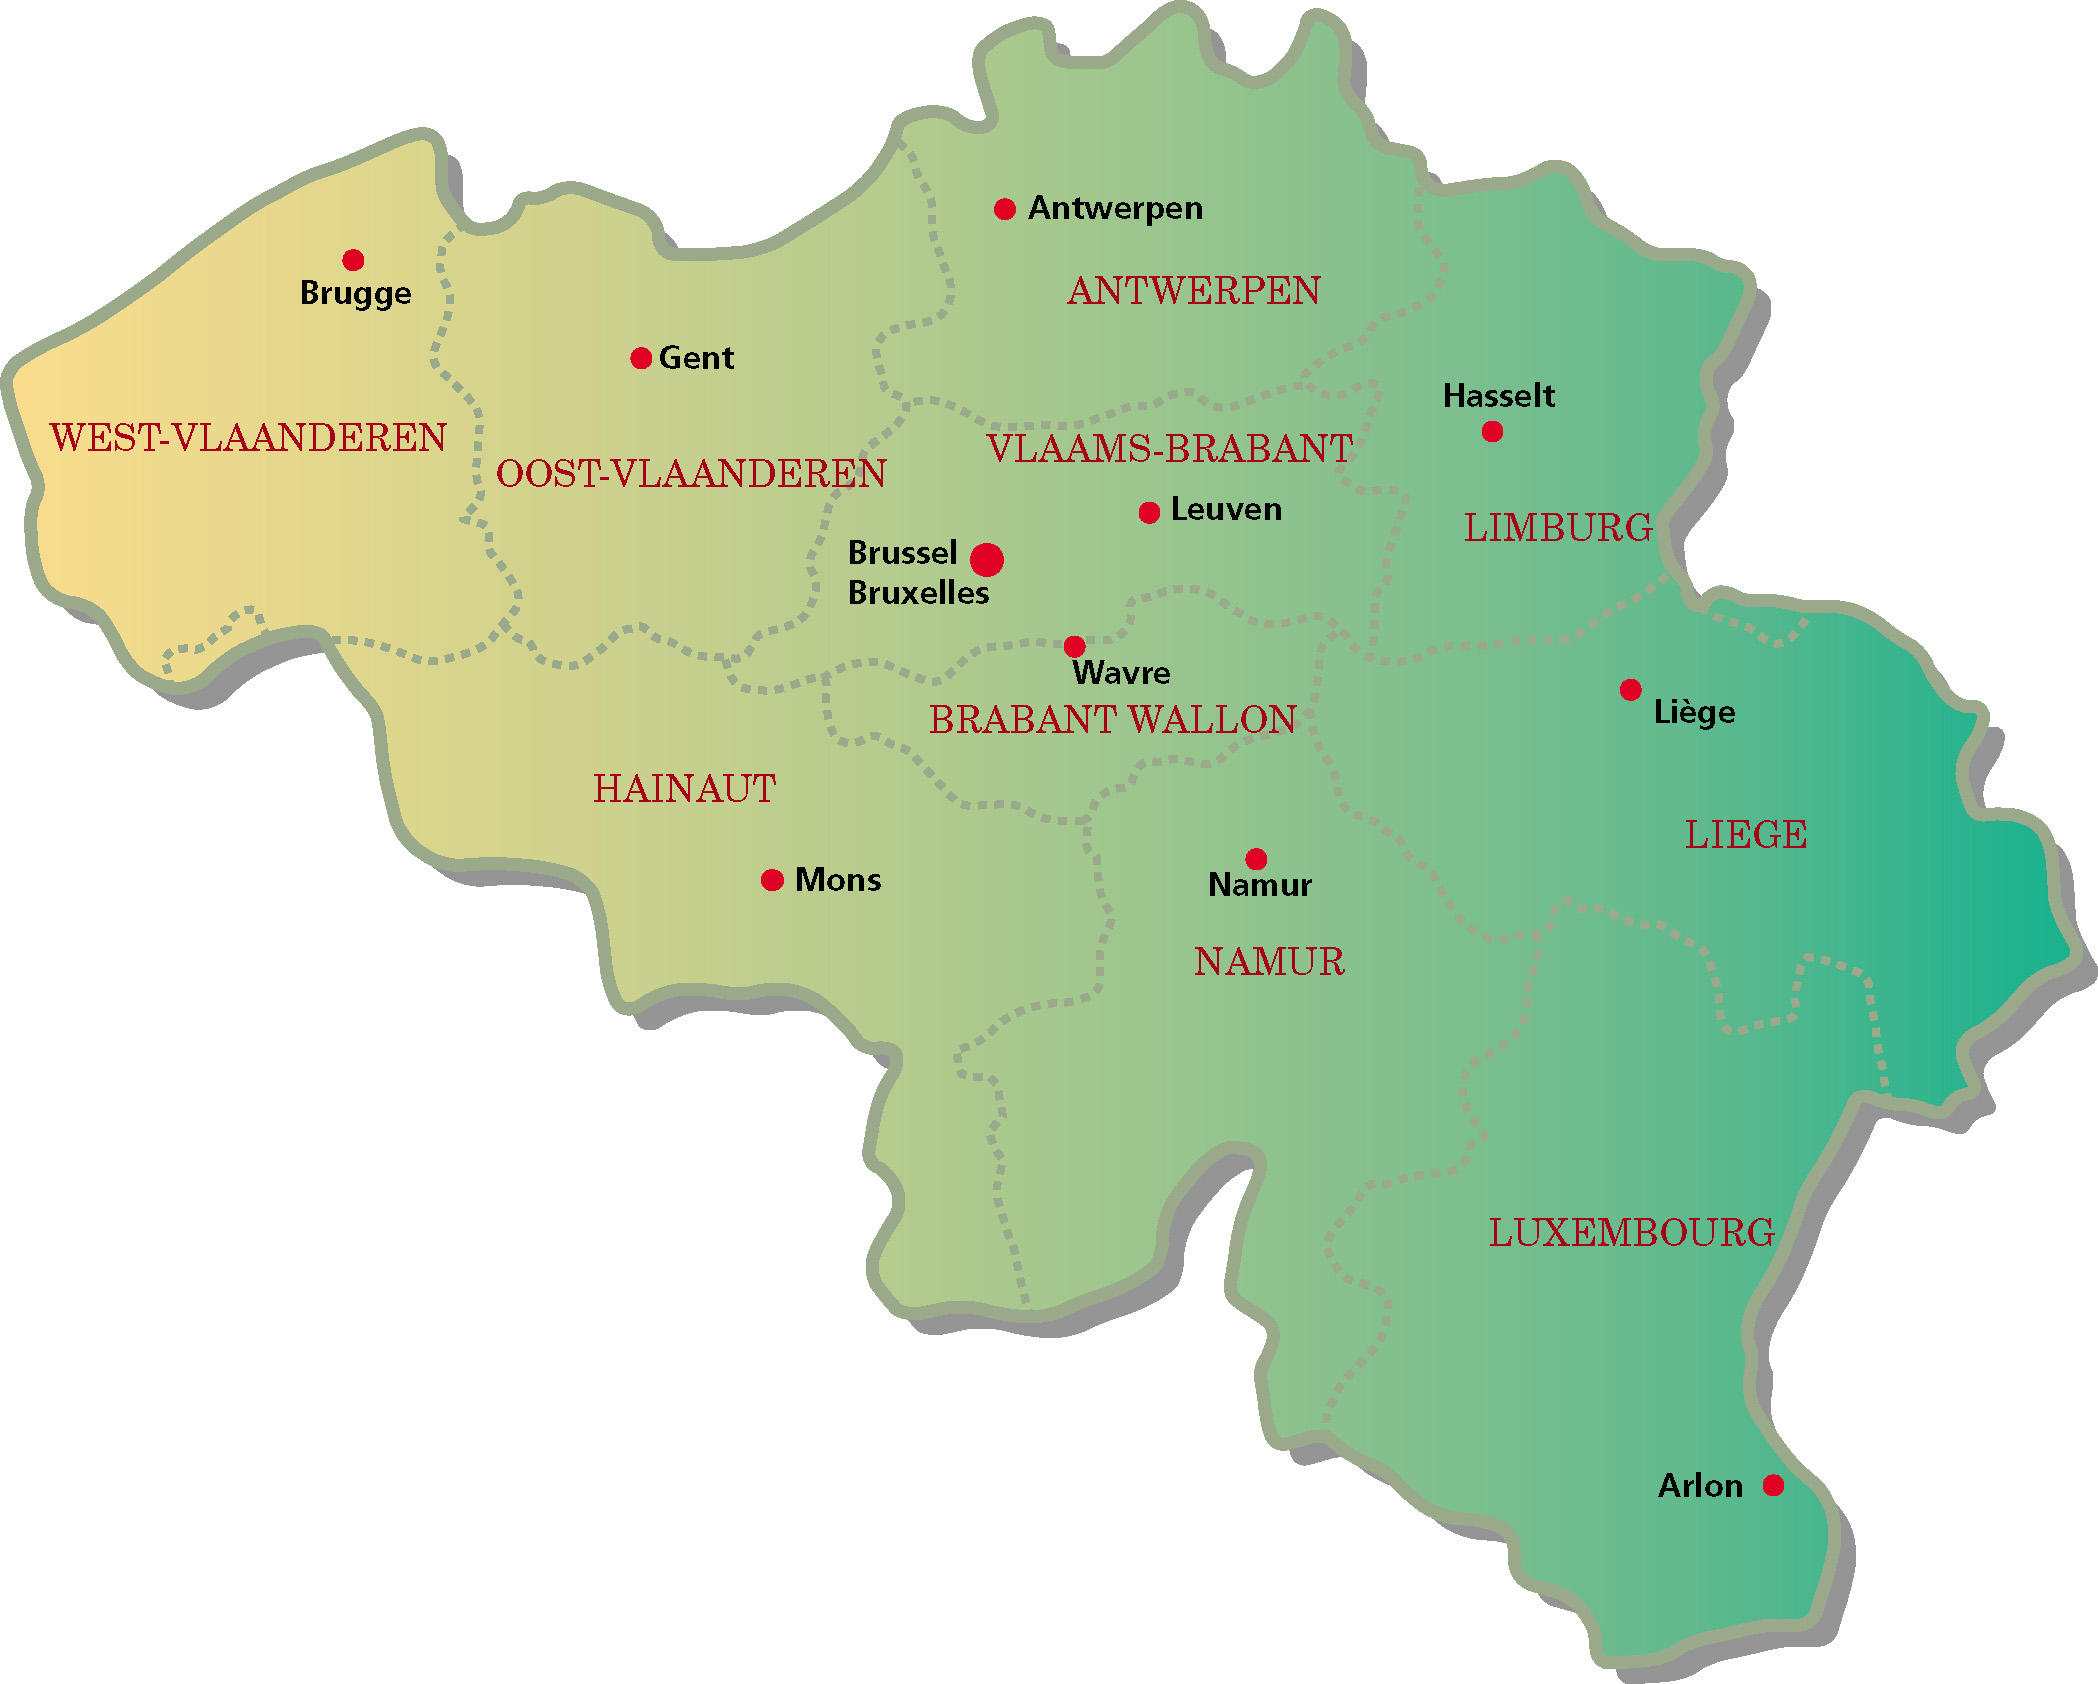 Antwerpen
Brugge
ANTWERPEN
Gent
Hasselt
WEST-VLAANDEREN
VLAAMS-BRABANT
OOST-VLAANDEREN
Leuven
LIMBURG
Brussel
Bruxelles
Wavre
Liège
BRABANT WALLON
HAINAUT
LIEGE
Mons
Namur
NAMUR
LUXEMBOURG
Arlon